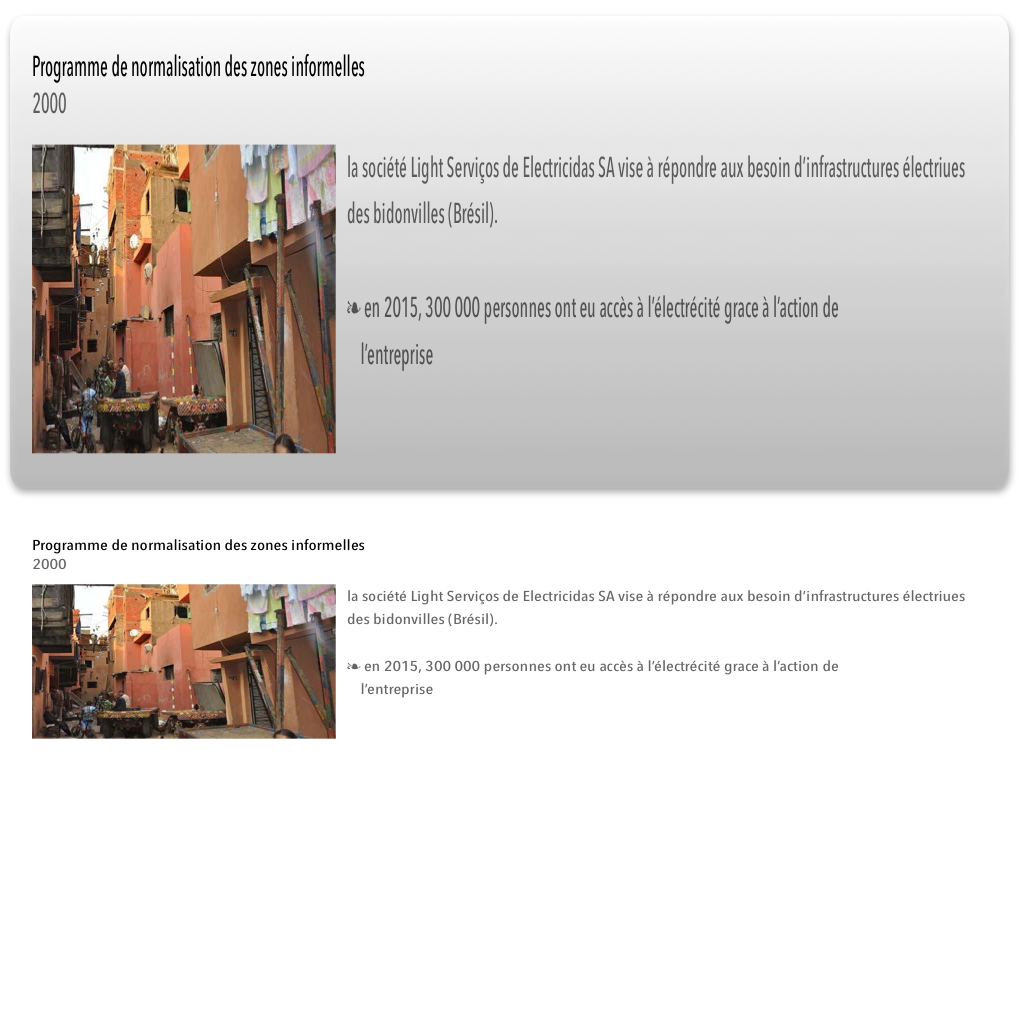 Programme de normalisation des zones informelles
2000
la société Light Serviços de Electricidas SA vise à répondre aux besoin d’infrastructures électriues
des bidonvilles (Brésil).
❧ en 2015, 300 000 personnes ont eu accès à l’électrécité grace à l’action de
l’entreprise
Programme de normalisation des zones informelles
2000
la société Light Serviços de Electricidas SA vise à répondre aux besoin d’infrastructures électriues
des bidonvilles (Brésil).
❧ en 2015, 300 000 personnes ont eu accès à l’électrécité grace à l’action de
l’entreprise